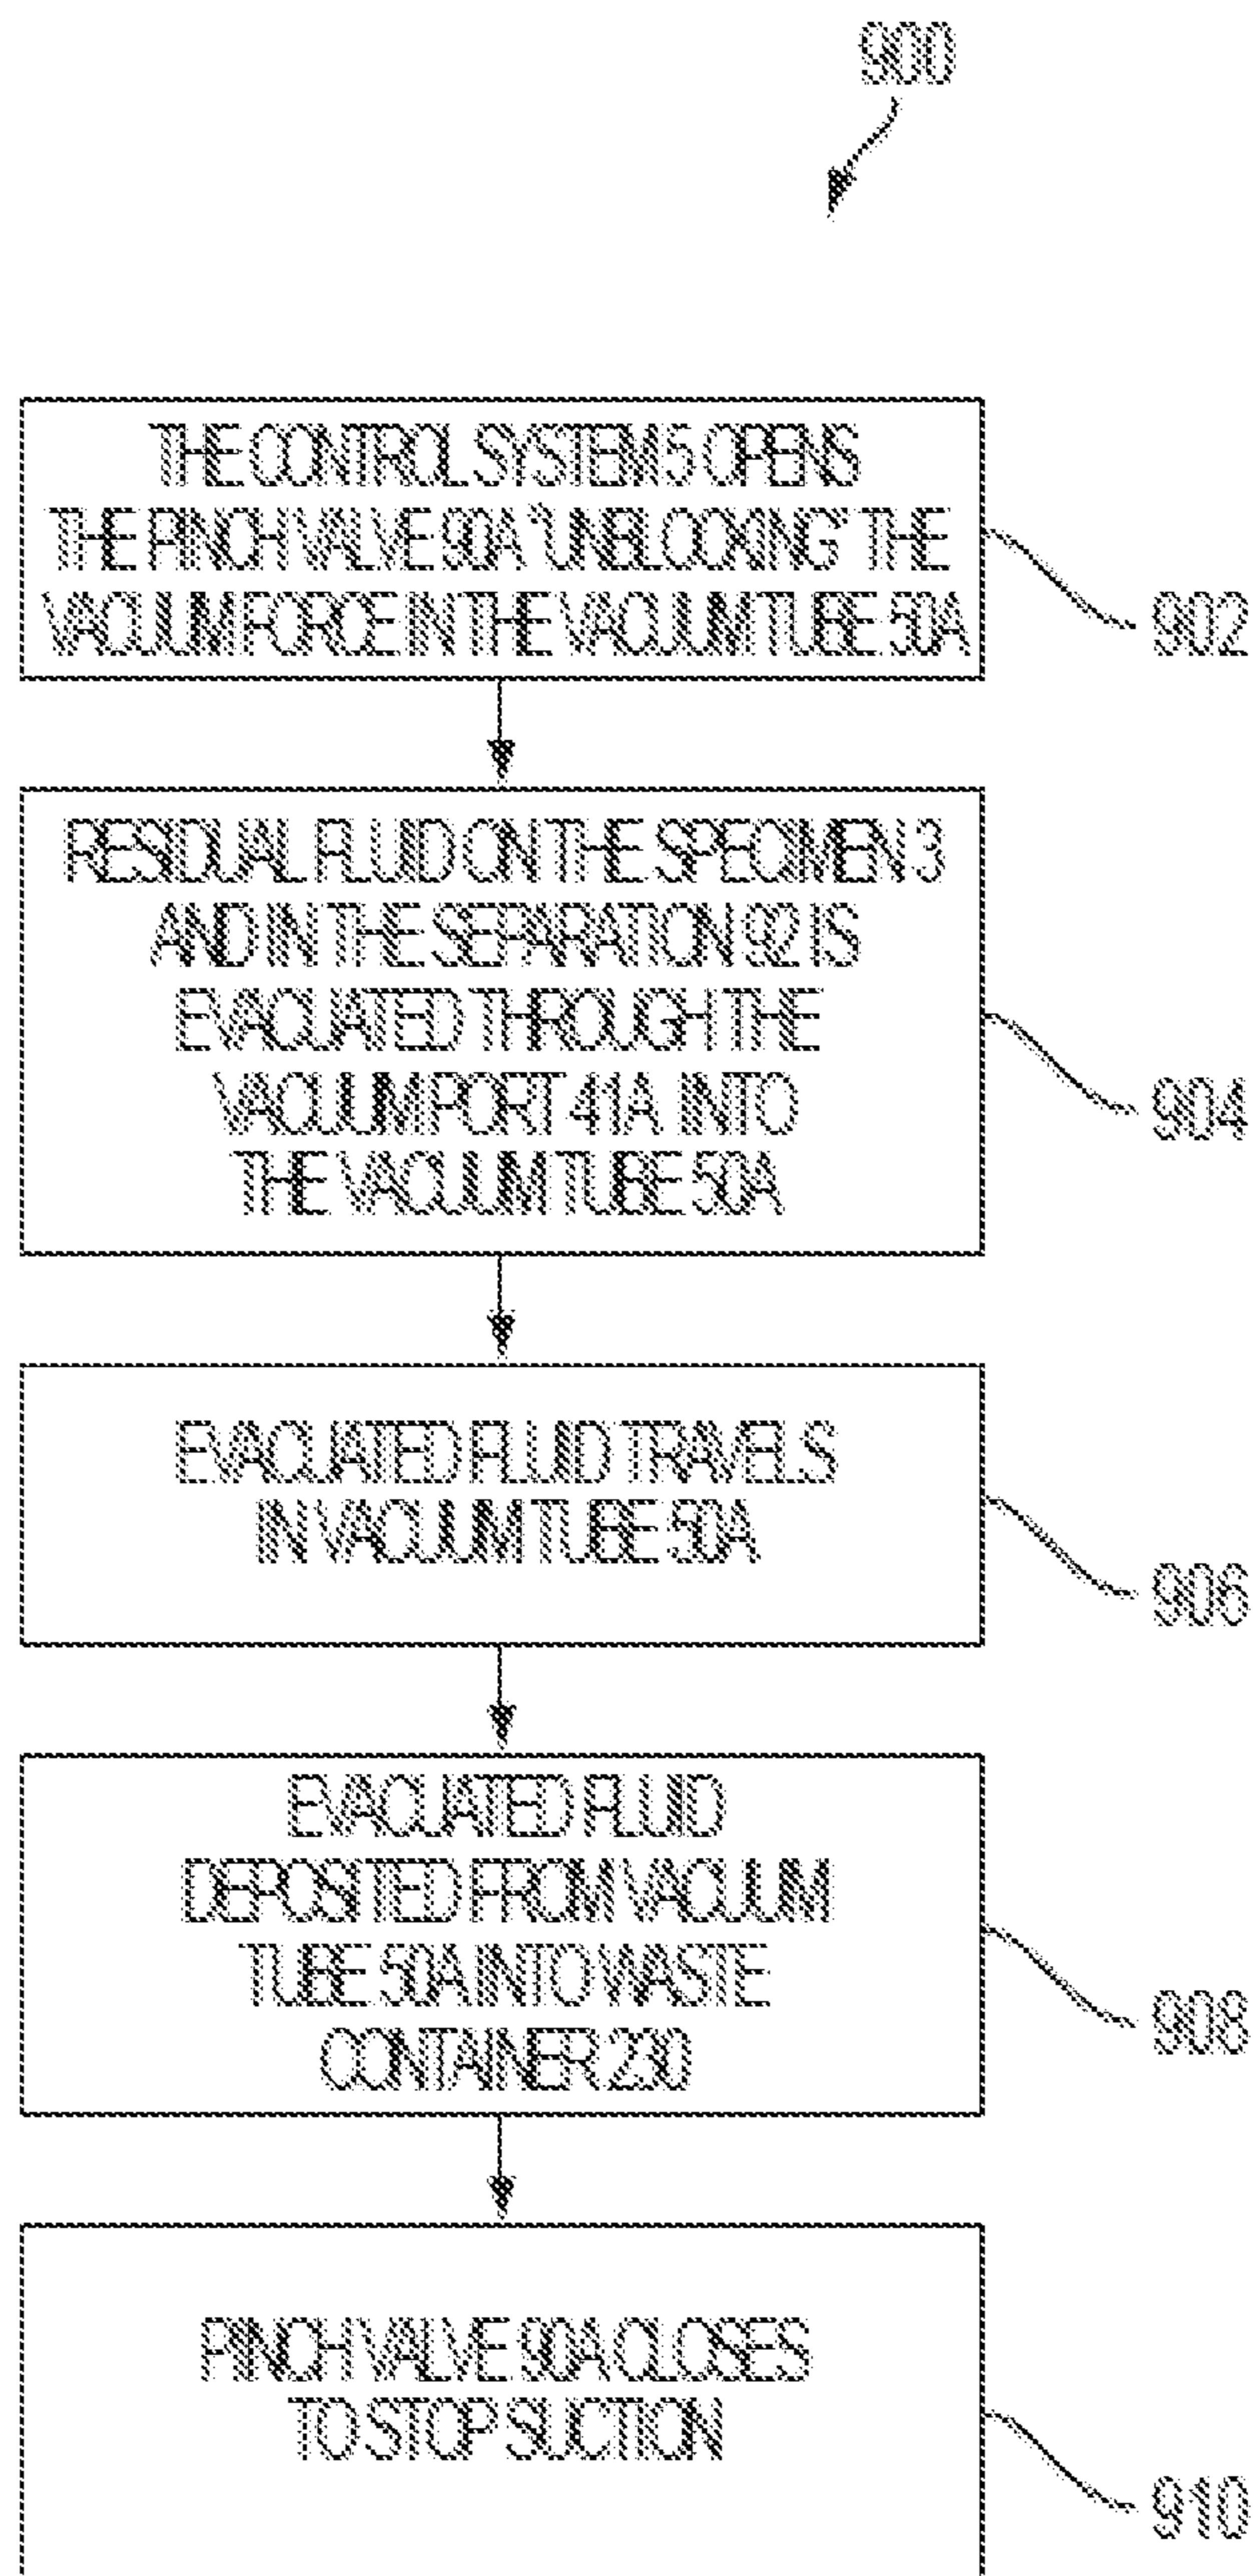 900
THE CONTROL SYSTEM 5 OPENS
THE PINCH VALVE 90A "UNBLOCKING" THE
VACUUM FORCE IN THE VACUUM TUBE 50A
902
RESIDUAL FLUID ON THE SPECIMEN 3
AND IN THE SEPARATION 92 IS
EVACUATED THROUGH THE
VACUUM PORT 41A INTO
THE VACUUM TUBE 50A
904
EVACUATED FLUID TRAVELS
IN VACUUM TUBE 50A
906
EVACUATED FLUID
DEPOSITED FROM VACUUM
TUBE 50A INTO WASTE
CONTAINER 230
908
PINCH VALVE 90A CLOSES
TO STOP SUCTION
910